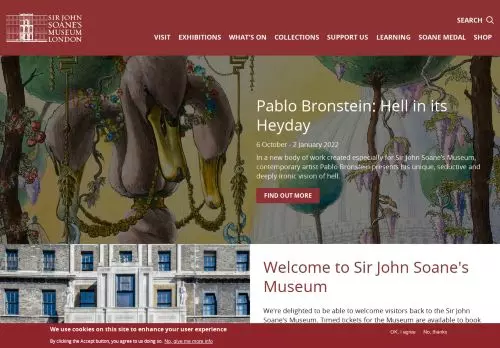 SIR JOHN
SOANE'S
MUSEUM
LONDON
SEARCH
VISIT EXHIBITIONS WHAT'S ON COLLECTIONS SUPPORT US LEARNING SOANE MEDAL SHOP
Pablo Bronstein: Hell in its
Heyday
6 October - 2 January 2022
In a new body of work created especially for Sir John Soane's Museum,
contemporary artist Pablo Bronstein presents his unique, seductive and
deeply ironic vision of hell.
FIND OUT MORE
Welcome to Sir John Soane's
Museum
We're delighted to be able to welcome visitors back to the Sir John
Soane's Museum. Timed tickets for the Museum are available to book
We use cookies on this site to enhance your user experience
By clicking the Accept button, you agree to us doing so. No, give me more info
OK, I agree No, thanks